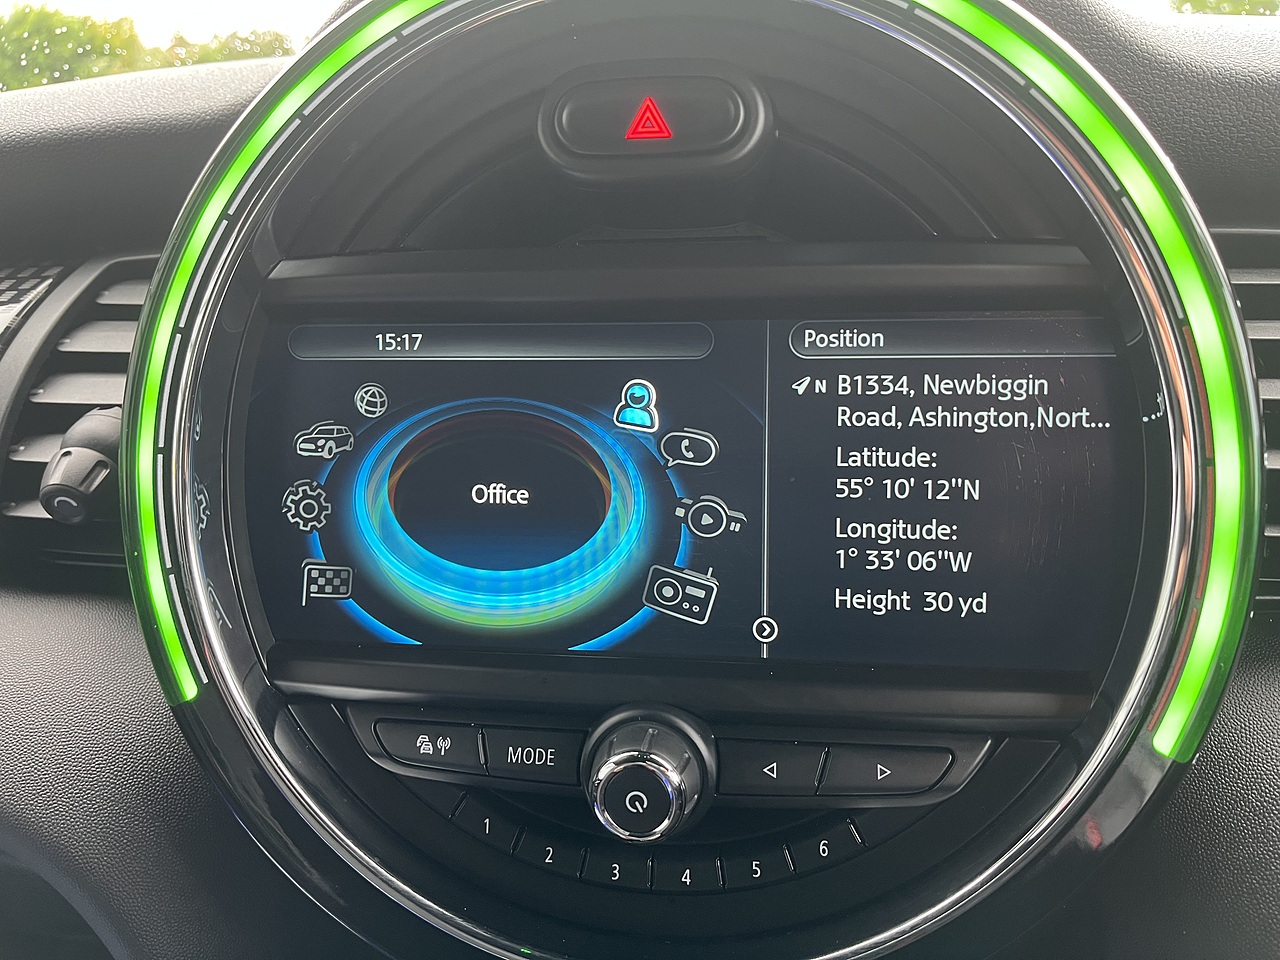 15:17
Office
Position
N B1334, Newbiggin
Road, Ashington,Nort...
Latitude:
55° 10' 12"N
Longitude:
1° 33' 06"W
Height 30 yd
MODE
1
2
3
4
5
6